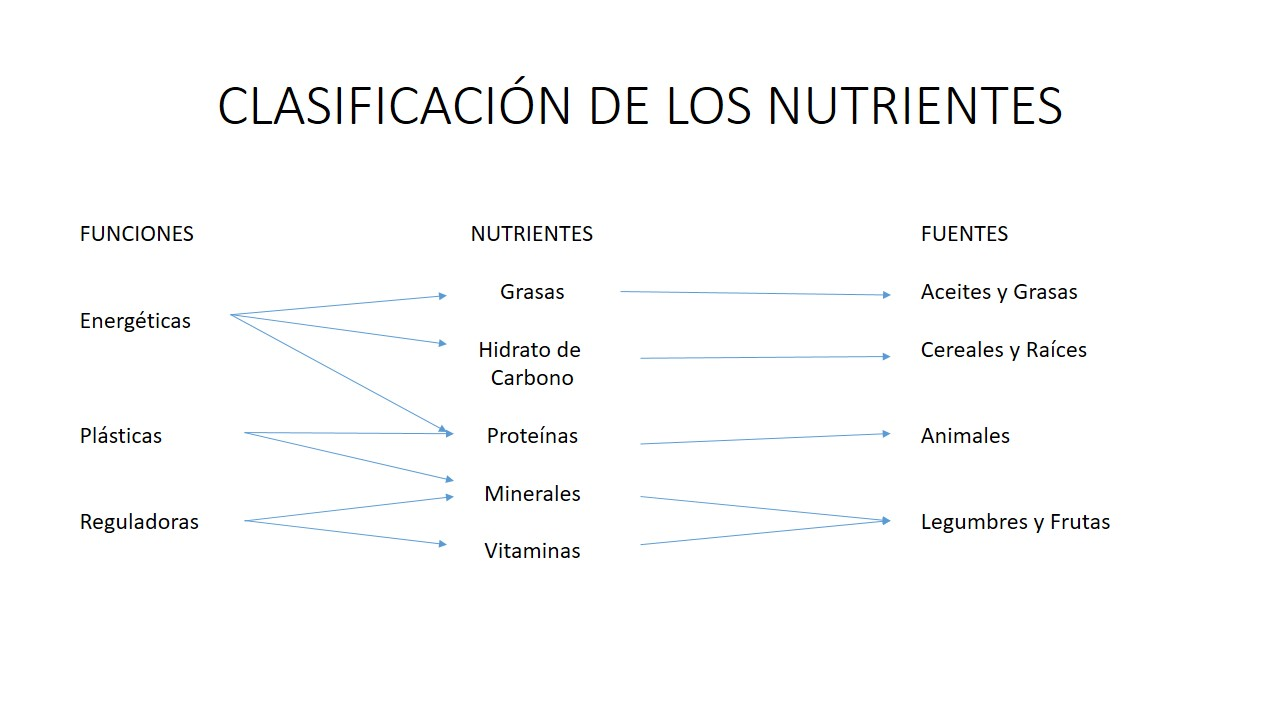 CLASIFICACIÓN DE LOS NUTRIENTES
FUNCIONES
Energéticas
Plásticas
Reguladoras
NUTRIENTES
Grasas
Hidrato de
Carbono
Proteínas
Minerales
Vitaminas
FUENTES
Aceites y Grasas
Cereales y Raíces
Animales
Legumbres y Frutas